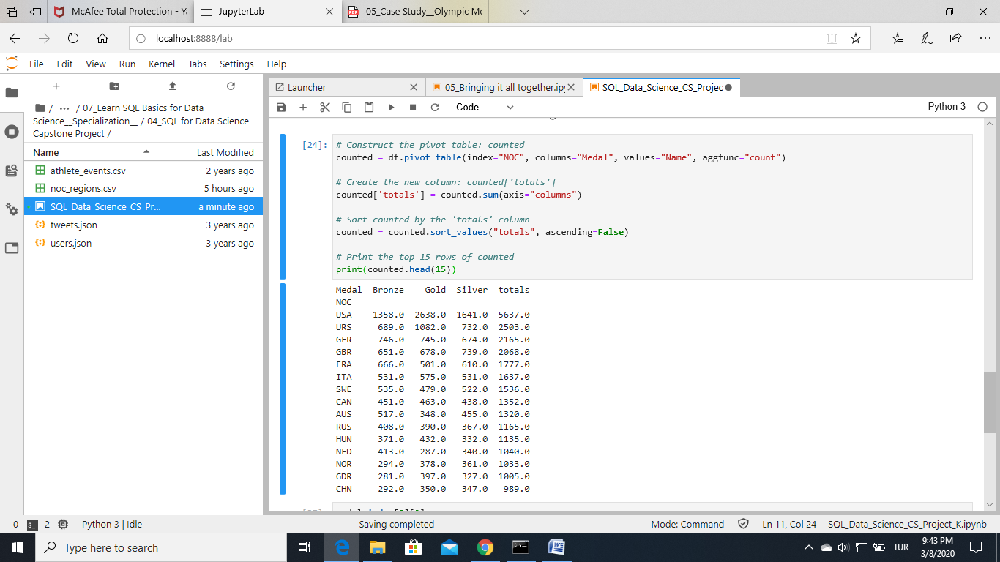 McAfee Total Protection - Ya
JupyterLab
05_Case Study__Olympic Me
localhost:8888/lab
File Edit View Run Kernel Tabs Settings Help
/ ··· / 07_Learn SQL Basics for Data
Science__Specialization__ / 04_SQL for Data Science
Capstone Project /
Name Last Modified
athlete_events.csv 2 years ago
noc_regions.csv 5 hours ago
SQL_Data_Science_CS_Pr... a minute ago
tweets.json 3 years ago
users.json 3 years ago
Launcher
05_Bringing it all together.ipy
SQL_Data_Science_CS_Projec
Code
Python 3
[24]:
# Construct the pivot table: counted
counted = df.pivot_table(index="NOC", columns="Medal", values="Name", aggfunc="count")
# Create the new column: counted['totals']
counted['totals'] = counted.sum(axis="columns")
# Sort counted by the 'totals' column
counted = counted.sort_values("totals", ascending=False)
# Print the top 15 rows of counted
print(counted.head(15))
Medal Bronze Gold Silver totals
NOC
USA 1358.0 2638.0 1641.0 5637.0
URS 689.0 1082.0 732.0 2503.0
GER 746.0 745.0 674.0 2165.0
GBR 651.0 678.0 739.0 2068.0
FRA 666.0 501.0 610.0 1777.0
ITA 531.0 575.0 531.0 1637.0
SWE 535.0 479.0 522.0 1536.0
CAN 451.0 463.0 438.0 1352.0
AUS 517.0 348.0 455.0 1320.0
RUS 408.0 390.0 367.0 1165.0
HUN 371.0 432.0 332.0 1135.0
NED 413.0 287.0 340.0 1040.0
NOR 294.0 378.0 361.0 1033.0
GDR 281.0 397.0 327.0 1005.0
CHN 292.0 350.0 347.0 989.0
0 2 Python 3 | Idle
Saving completed
Mode: Command
Ln 11, Col 24
SQL_Data_Science_CS_Project_K.ipynb
Type here to search
TUR
9:43 PM
3/8/2020